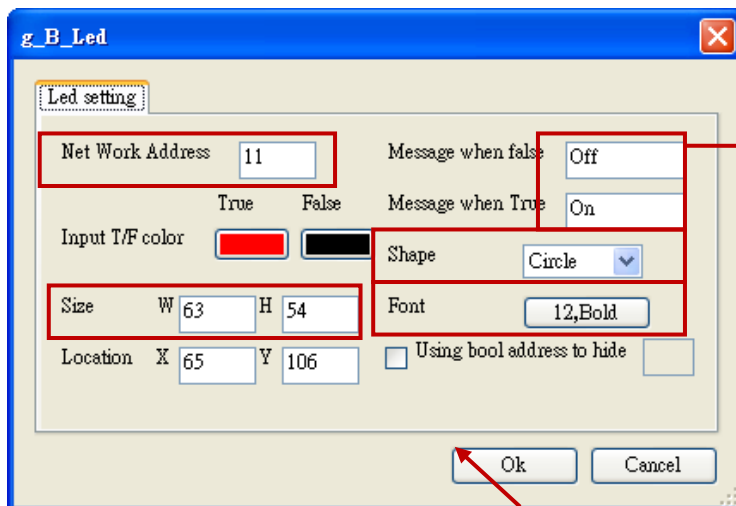 g_B_Led
Led setting
Net Work Address 11
Message when false Off
True False
Message when True On
Input T/F color
Shape Circle
Size W 63 H 54
Font 12,Bold
Location X 65 Y 106
Using bool address to hide
Ok Cancel